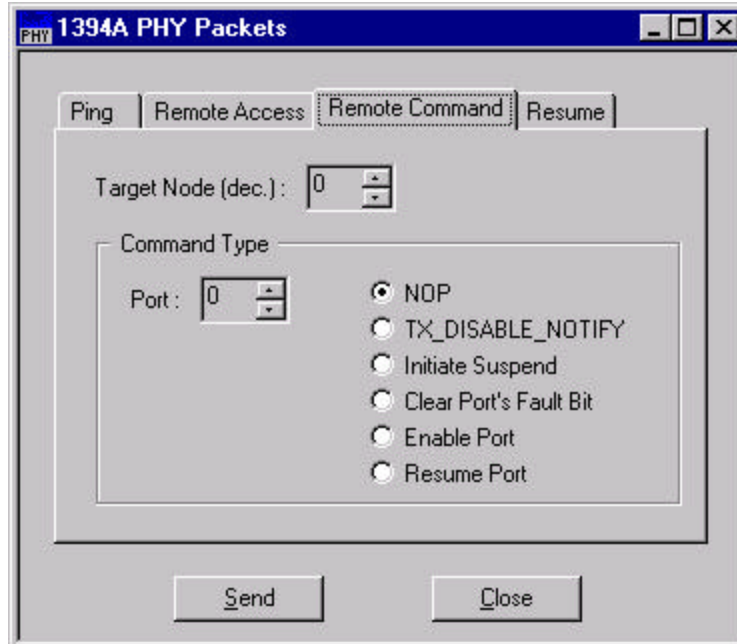 PHY 1394A PHY Packets
Ping Remote Access Remote Command Resume
Target Node (dec.) : 0
Command Type
Port : 0
NOP
TX_DISABLE_NOTIFY
Initiate Suspend
Clear Port's Fault Bit
Enable Port
Resume Port
Send Close